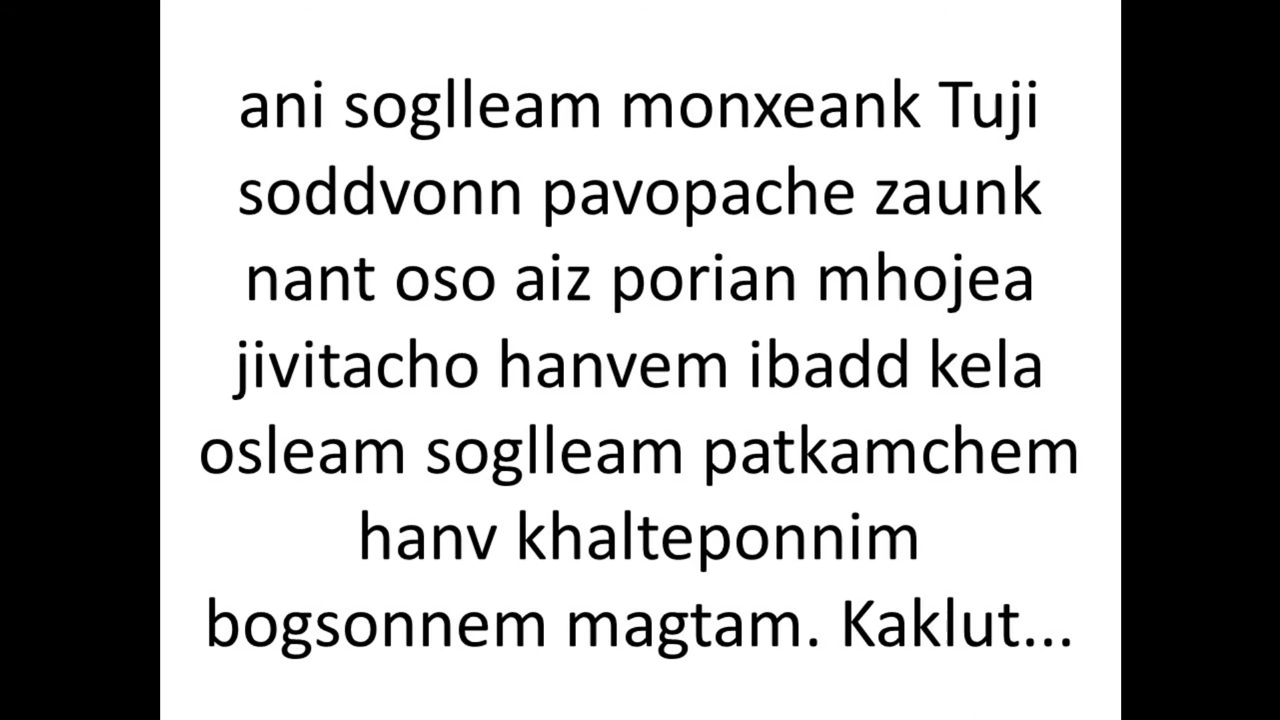 ani soglleam monxeank Tuji
soddvonn pavopache zaunk
nant oso aiz porian mhojea
jivitacho hanvem ibadd kela
osleam soglleam patkamchem
hanv khalteponnim
bogsonnem magtam. Kaklut...